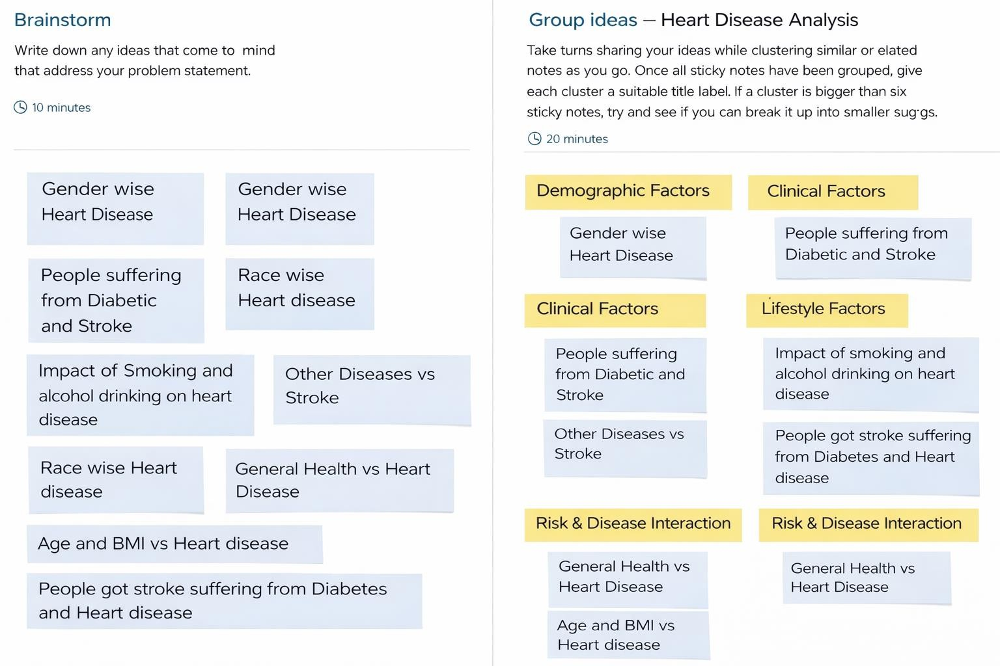 Brainstorm
Write down any ideas that come to mind
that address your problem statement.
10 minutes
Gender wise
Heart Disease
Gender wise
Heart Disease
People suffering
from Diabetic
and Stroke
Race wise
Heart disease
Impact of Smoking and
alcohol drinking on heart
disease
Other Diseases vs
Stroke
Race wise Heart
disease
General Health vs Heart
Disease
Age and BMI vs Heart disease
People got stroke suffering from Diabetes
and Heart disease
Group ideas — Heart Disease Analysis
Take turns sharing your ideas while clustering similar or elated
notes as you go. Once all sticky notes have been grouped, give
each cluster a suitable title label. If a cluster is bigger than six
sticky notes, try and see if you can break it up into smaller sug·gs.
20 minutes
Demographic Factors
Gender wise
Heart Disease
Clinical Factors
People suffering from
Diabetic and Stroke
Clinical Factors
People suffering
from Diabetic and
Stroke
Other Diseases vs
Stroke
Lifestyle Factors
Impact of smoking and
alcohol drinking on heart
disease
People got stroke suffering
from Diabetes and Heart
disease
Risk & Disease Interaction
General Health vs
Heart Disease
Age and BMI vs
Heart disease
Risk & Disease Interaction
General Health vs
Heart Disease